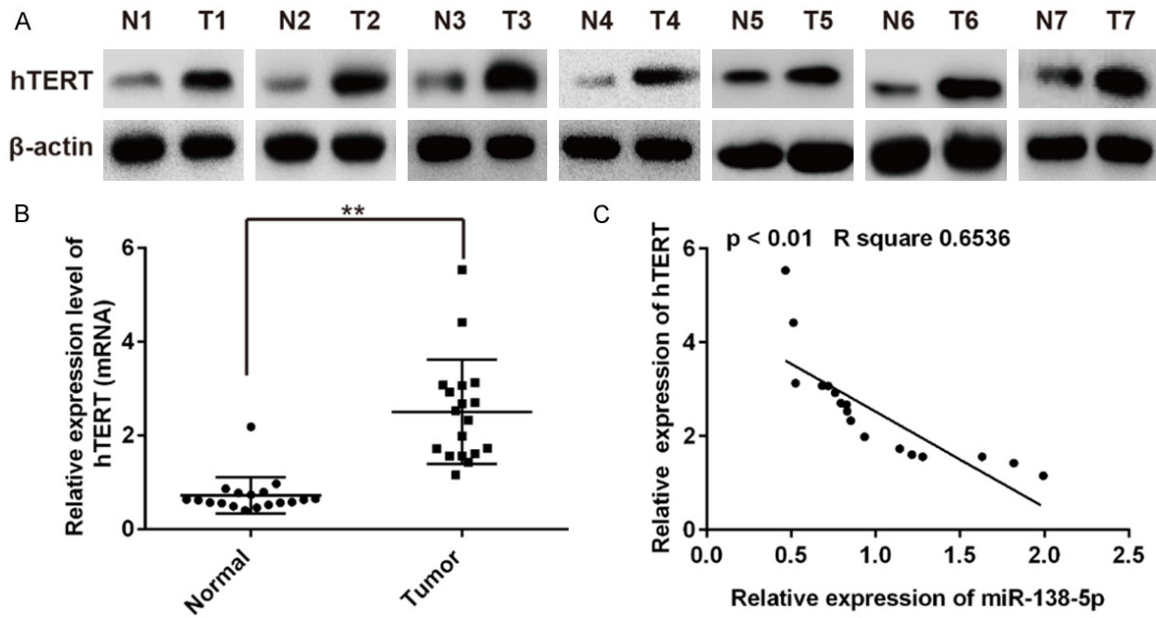 A
N1 T1 N2 T2 N3 T3 N4 T4 N5 T5 N6 T6 N7 T7
hTERT
β-actin
B
**
Relative expression level of
hTERT (mRNA)
6
4
2
0
Normal
Tumor
C
p < 0.01 R square 0.6536
Relative expression of hTERT
6
4
2
0
0.0 0.5 1.0 1.5 2.0 2.5
Relative expression of miR-138-5p